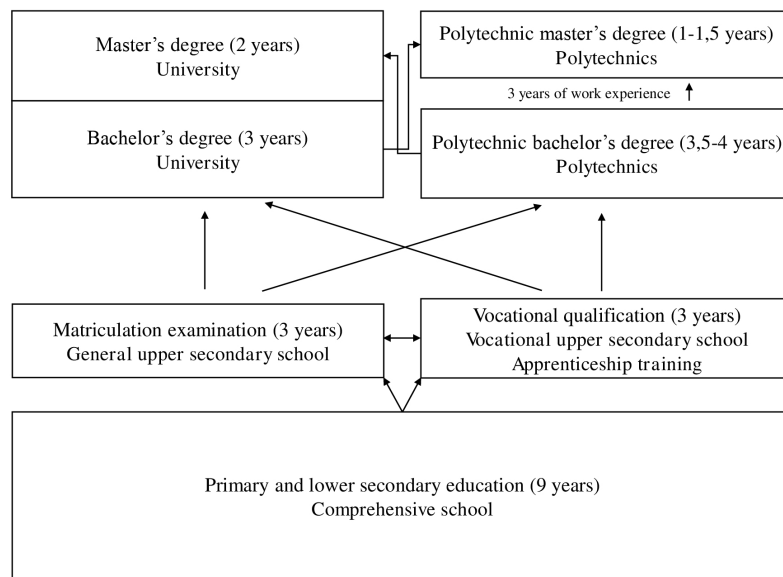 Master's degree (2 years)
University
Polytechnic master's degree (1-1,5 years)
Polytechnics
3 years of work experience
Bachelor's degree (3 years)
University
Polytechnic bachelor's degree (3,5-4 years)
Polytechnics
Matriculation examination (3 years)
General upper secondary school
Vocational qualification (3 years)
Vocational upper secondary school
Apprenticeship training
Primary and lower secondary education (9 years)
Comprehensive school